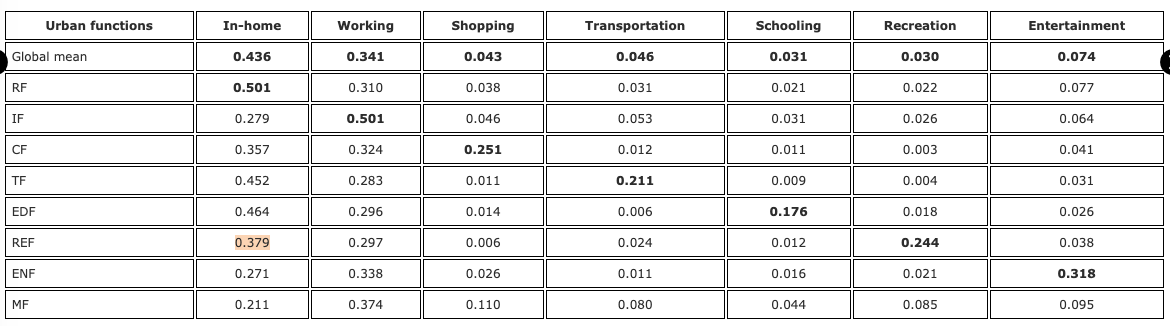 Urban functions In-home Working Shopping Transportation Schooling Recreation Entertainment
Global mean 0.436 0.341 0.043 0.046 0.031 0.030 0.074
RF 0.501 0.310 0.038 0.031 0.021 0.022 0.077
IF 0.279 0.501 0.046 0.053 0.031 0.026 0.064
CF 0.357 0.324 0.251 0.012 0.011 0.003 0.041
TF 0.452 0.283 0.011 0.211 0.009 0.004 0.031
EDF 0.464 0.296 0.014 0.006 0.176 0.018 0.026
REF 0.379 0.297 0.006 0.024 0.012 0.244 0.038
ENF 0.271 0.338 0.026 0.011 0.016 0.021 0.318
MF 0.211 0.374 0.110 0.080 0.044 0.085 0.095